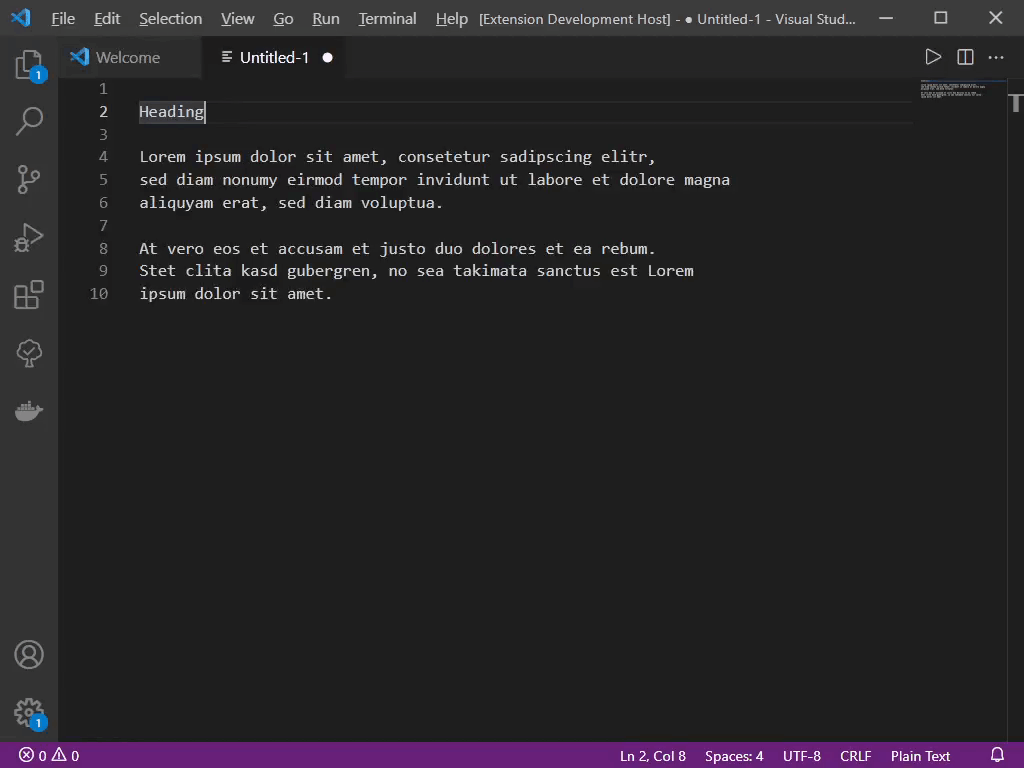 File Edit Selection View Go Run Terminal Help [Extension Development Host] - ● Untitled-1 - Visual Stud...
Welcome Untitled-1 ●
1
1
2 Heading
3
4 Lorem ipsum dolor sit amet, consetetur sadipscing elitr,
5 sed diam nonumy eirmod tempor invidunt ut labore et dolore magna
6 aliquyam erat, sed diam voluptua.
7
8 At vero eos et accusam et justo duo dolores et ea rebum.
9 Stet clita kasd gubergren, no sea takimata sanctus est Lorem
10 ipsum dolor sit amet.
T
1
0 0 Ln 2, Col 8 Spaces: 4 UTF-8 CRLF Plain Text